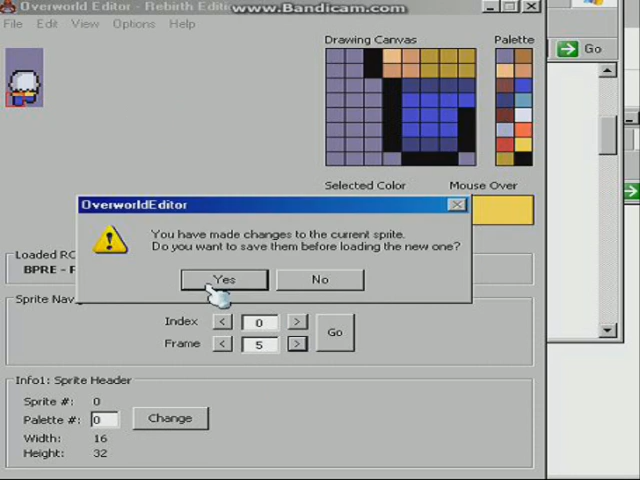 Overworld Editor - Rebirth Editi
www.Bandicam.com
File Edit View Options Help
Drawing Canvas
Palette
Go
Selected Color
Mouse Over
OverworldEditor
You have made changes to the current sprite.
Do you want to save them before loading the new one?
Yes
No
Loaded RO
BPRE - F
Sprite Nav
Index < 0 >
Go
Frame < 5 >
Info1: Sprite Header
Sprite #: 0
Palette #: 0
Change
Width: 16
Height: 32